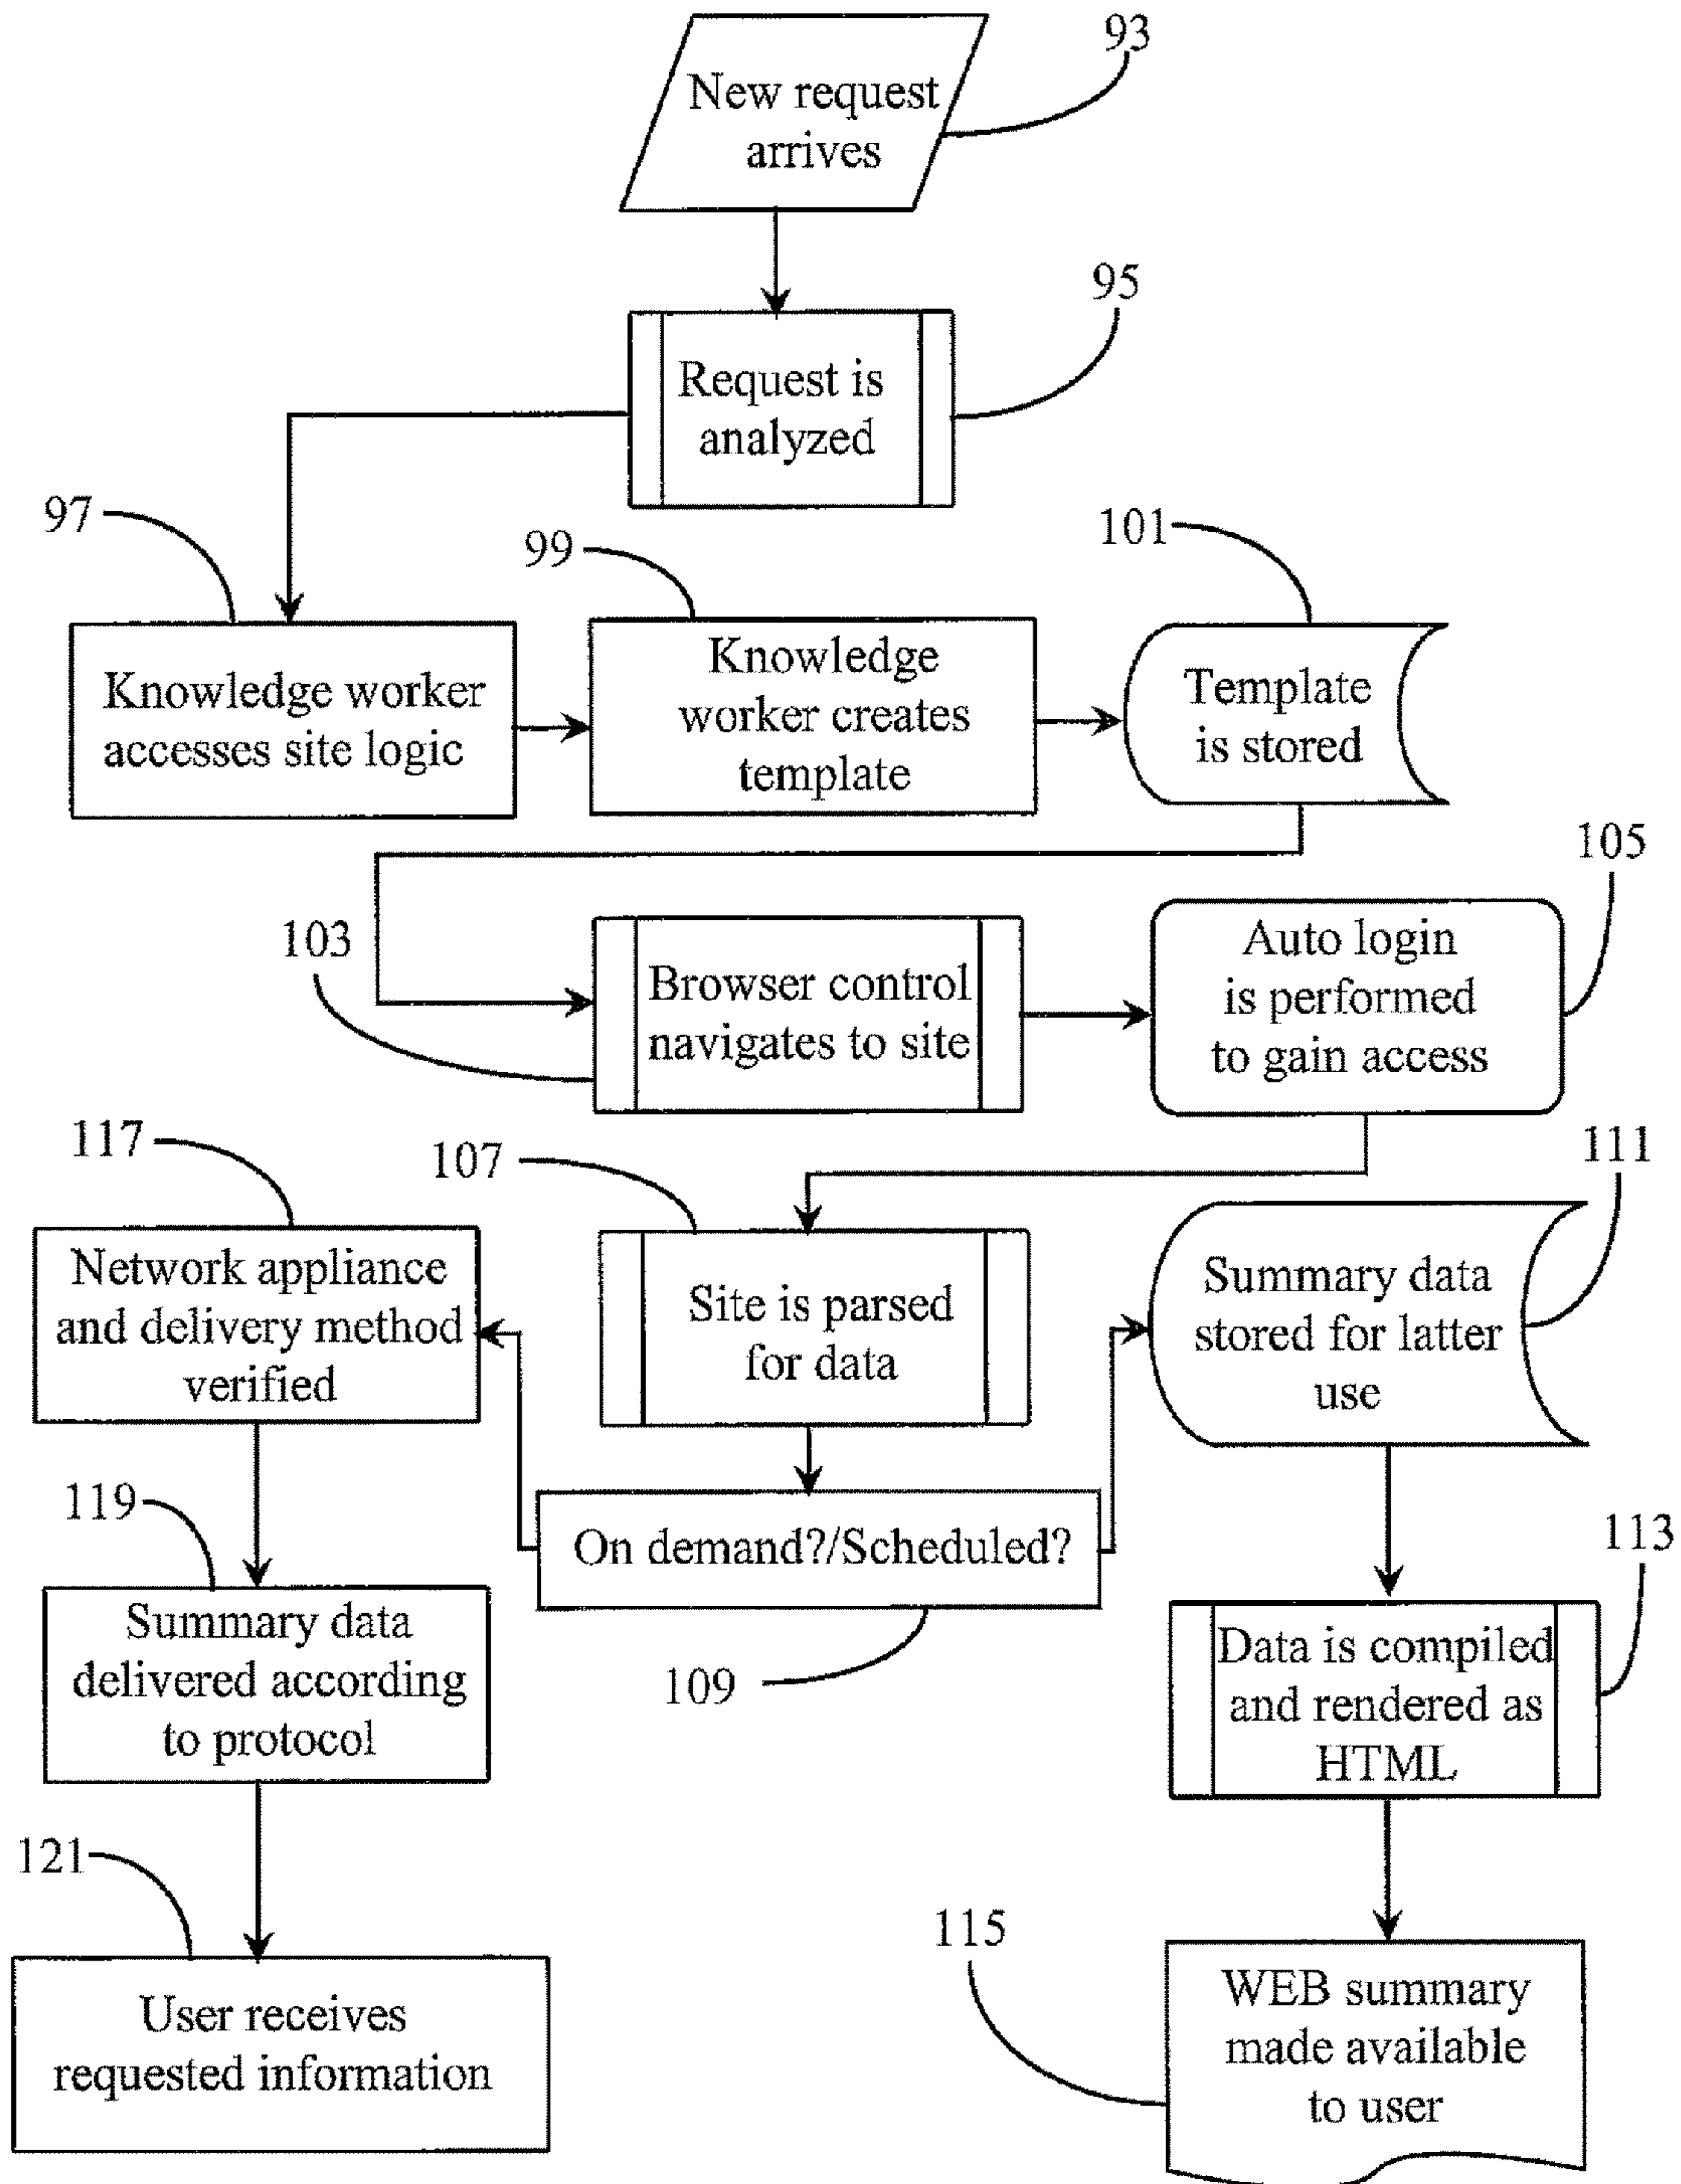 93
New request
arrives
95
Request is
analyzed
97
99
101
Knowledge worker
accesses site logic
Knowledge
worker creates
template
Template
is stored
103
105
Browser control
navigates to site
Auto login
is performed
to gain access
117
107
111
Network appliance
and delivery method
verified
Site is parsed
for data
Summary data
stored for latter
use
119
On demand?/Scheduled?
109
113
Summary data
delivered according
to protocol
Data is compiled
and rendered as
HTML
121
115
User receives
requested information
WEB summary
made available
to user